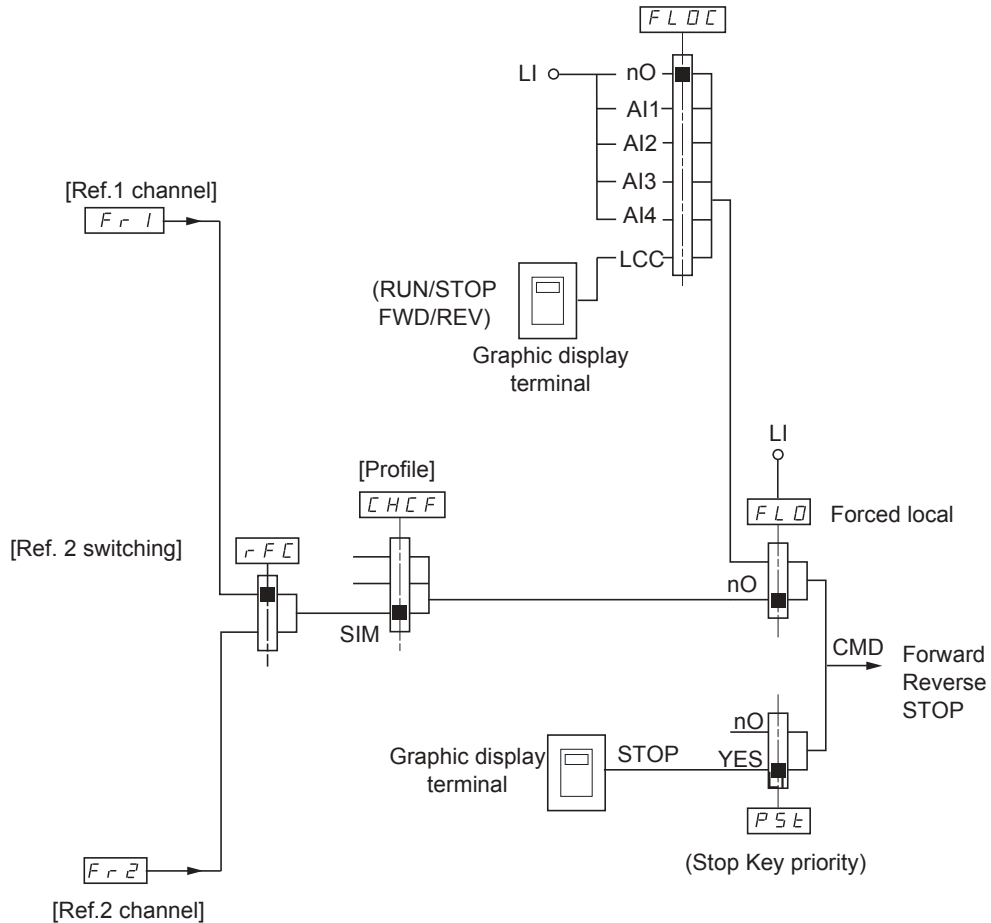 FLOC
LI
nO
AI1
AI2
AI3
AI4
LCC
[Ref.1 channel]
Fr1
(RUN/STOP
FWD/REV)
Graphic display
terminal
LI
[Profile]
CHCF
FLO
Forced local
[Ref. 2 switching]
rFC
nO
SIM
CMD
Forward
Reverse
STOP
nO
Graphic display
terminal
STOP
YES
PSt
(Stop Key priority)
Fr2
[Ref.2 channel]